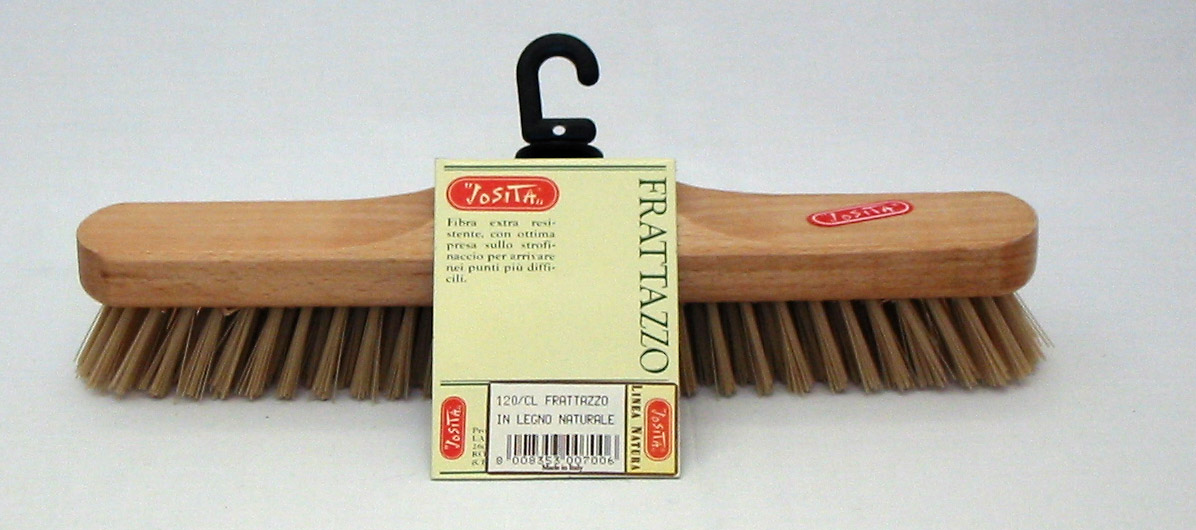 "JOSITA"
Fibra extra resi-
stente, con ottima
presa sullo strofi-
naccio per arrivare
nei punti più diffi-
cili.
FRATTAZZO
"JOSITA"
"JOSITA"
120/CL FRATTAZZO
IN LEGNO NATURALE
8 008353 007006
Made in Italy
LINEA NATURA
"JOSITA"